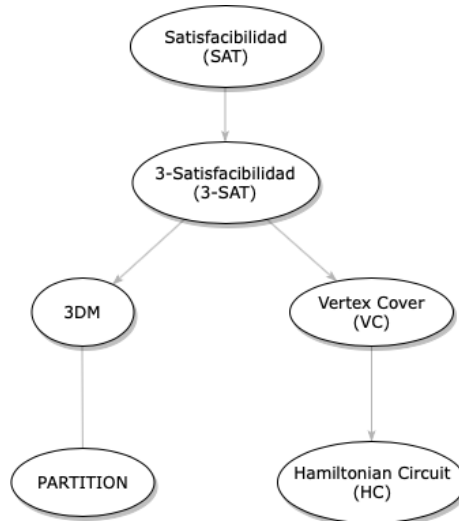 Satisfacibilidad
(SAT)
3-Satisfacibilidad
(3-SAT)
3DM
Vertex Cover
(VC)
PARTITION
Hamiltonian Circuit
(HC)